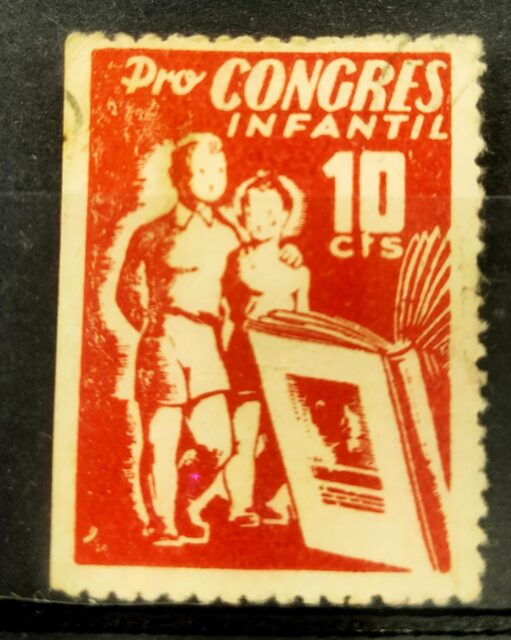 Pro CONGRES
INFANTIL
10
cts